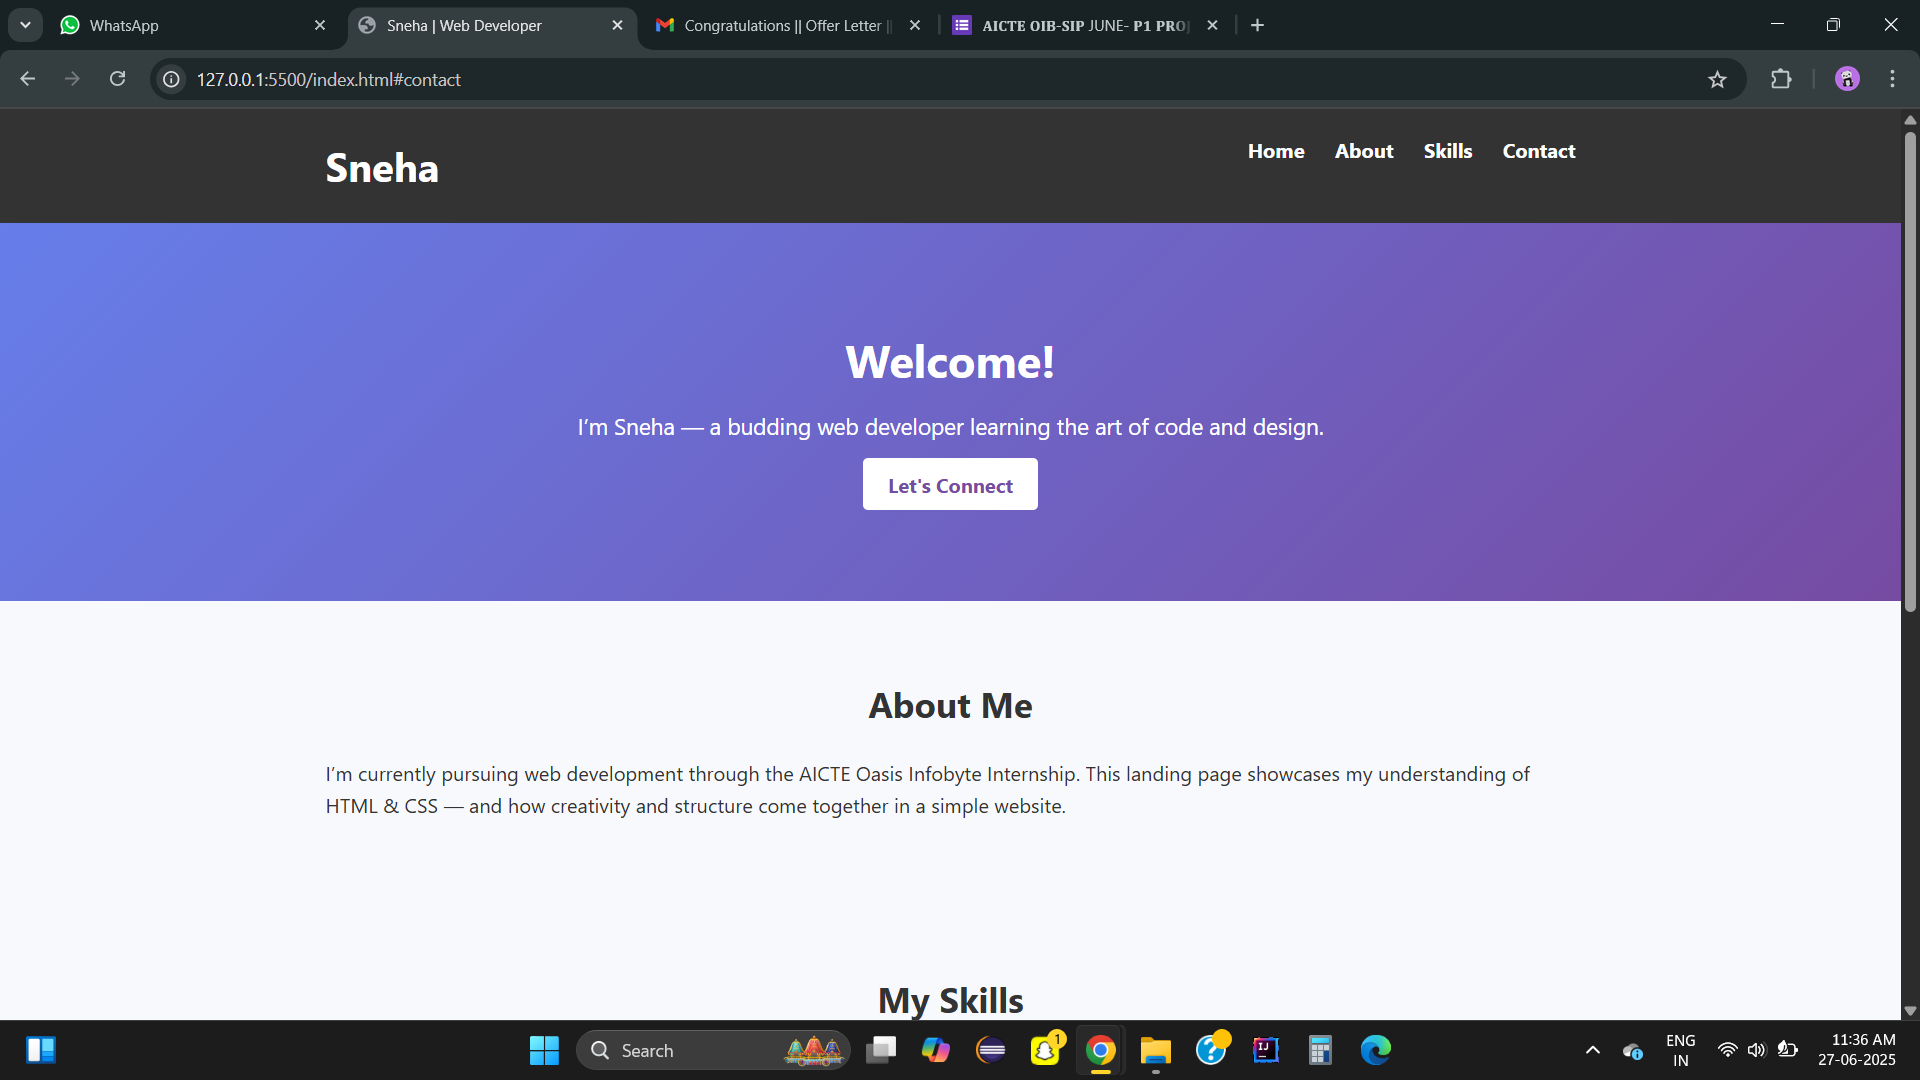 WhatsApp
Sneha | Web Developer
Congratulations || Offer Letter ||
AICTE OIB-SIP JUNE- P1 PRO
127.0.0.1:5500/index.html#contact
Sneha
Home About Skills Contact
Welcome!
I’m Sneha — a budding web developer learning the art of code and design.
Let's Connect
About Me
I’m currently pursuing web development through the AICTE Oasis Infobyte Internship. This landing page showcases my understanding of
HTML & CSS — and how creativity and structure come together in a simple website.
My Skills
Search
1
IJ
ENG
IN
11:36 AM
27-06-2025